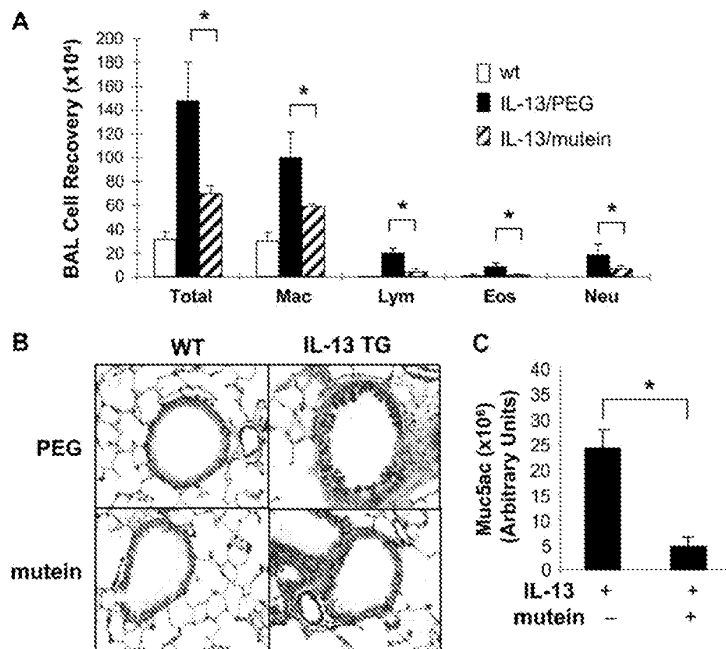 A
BAL Cell Recovery (x10⁴)
200
180
160
140
120
100
80
60
40
20
0
*
*
*
*
*
wt
IL-13/PEG
IL-13/mutein
Total Mac Lym Eos Neu
B
WT IL-13 TG
PEG
mutein
C
Muc5ac (x10⁶)
(Arbitrary Units)
40
35
30
25
20
15
10
5
0
*
IL-13 + +
mutein – +